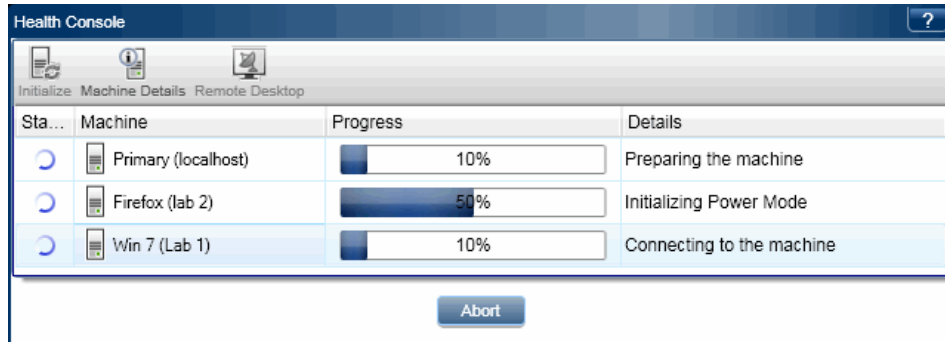 Health Console ?
Initialize Machine Details Remote Desktop
Sta... Machine Progress Details
Primary (localhost) 10% Preparing the machine
Firefox (lab 2) 50% Initializing Power Mode
Win 7 (Lab 1) 10% Connecting to the machine
Abort